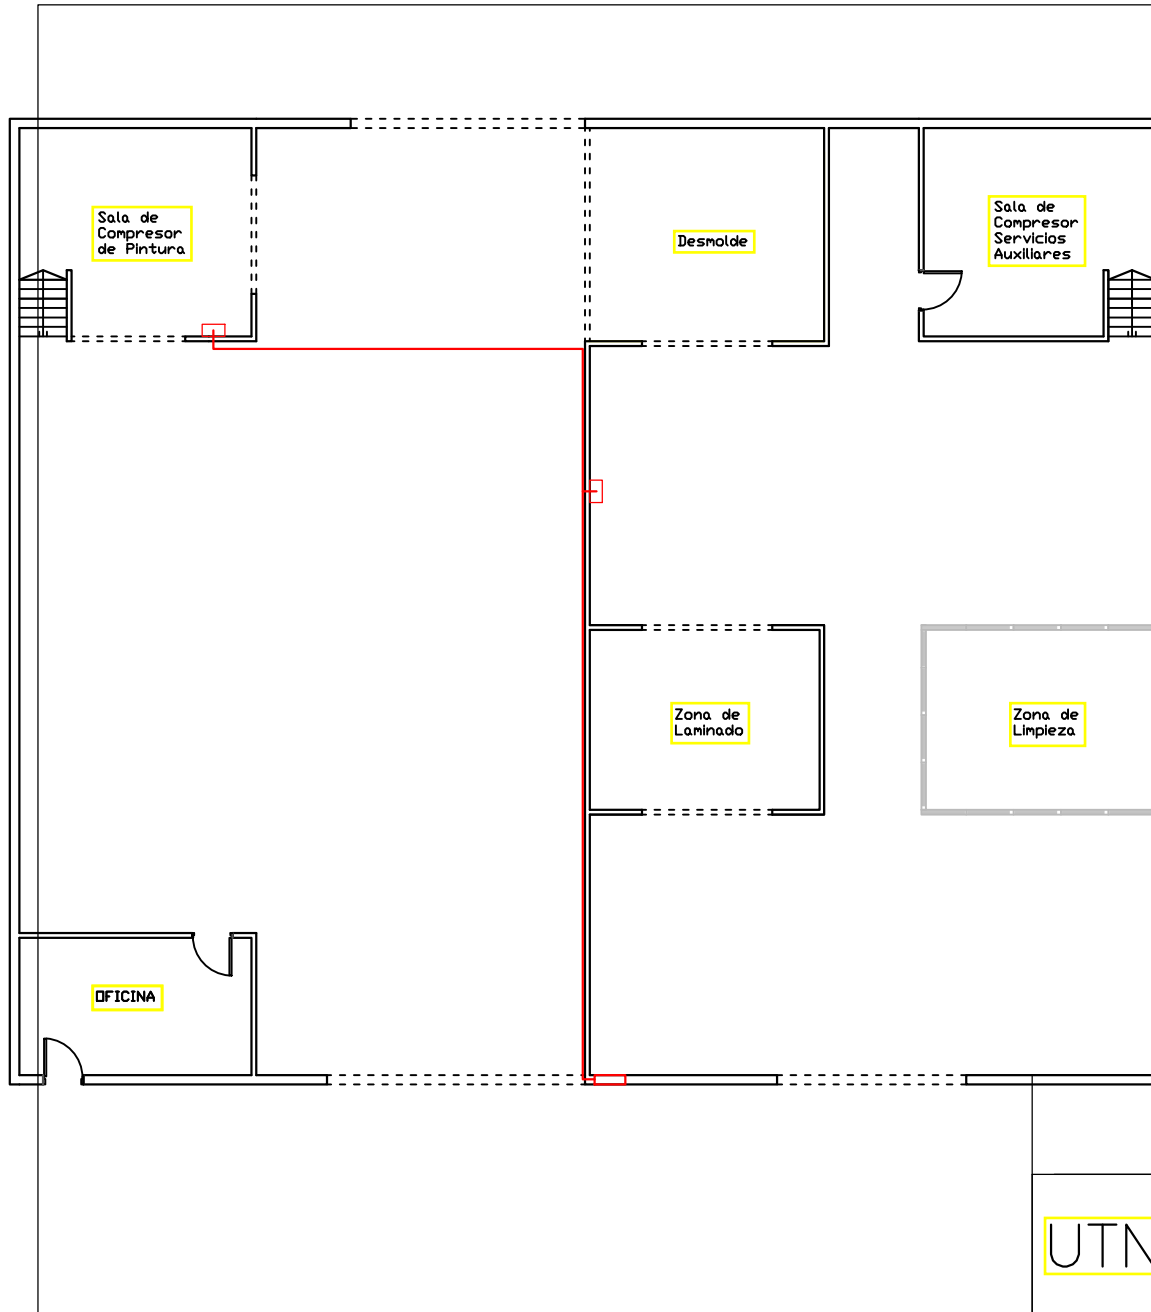 Sala de
Compresor
de Pintura
Desmolde
Sala de
Compresor
Servicios
Auxiliares
Zona de
Laminado
Zona de
Limpieza
OFICINA
UTN